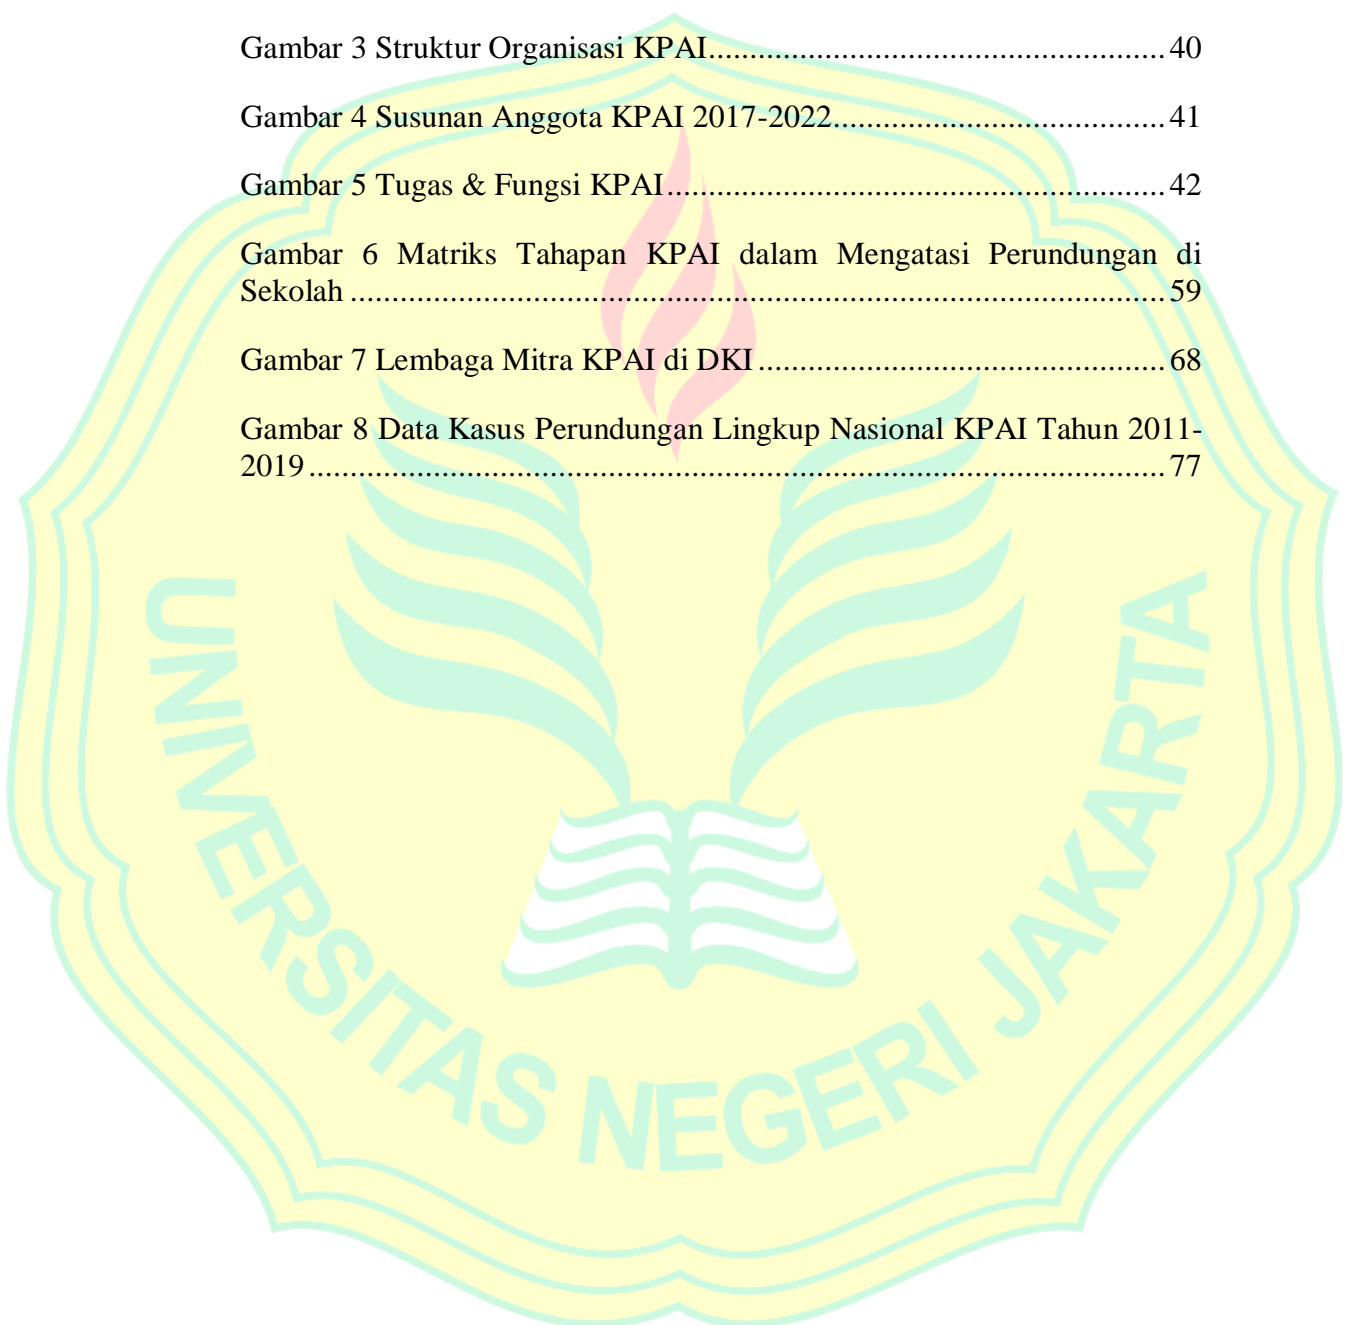 Gambar 3 Struktur Organisasi KPAI....................................................... 40
Gambar 4 Susunan Anggota KPAI 2017-2022........................................ 41
Gambar 5 Tugas & Fungsi KPAI............................................................ 42
Gambar 6 Matriks Tahapan KPAI dalam Mengatasi Perundungan di
Sekolah .................................................................................................. 59
Gambar 7 Lembaga Mitra KPAI di DKI ................................................. 68
Gambar 8 Data Kasus Perundungan Lingkup Nasional KPAI Tahun 2011-
2019 ....................................................................................................... 77
UNIVERSITAS NEGERI JAKARTA